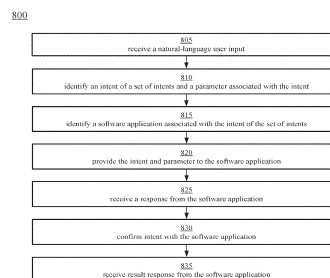 800
805
receive a natural-language user input
810
identify an intent of a set of intents and a parameter associated with the intent
815
identify a software application associated with the intent of the set of intents
820
provide the intent and parameter to the software application
825
receive a response from the software application
830
confirm intent with the software application
835
receive result response from the software application